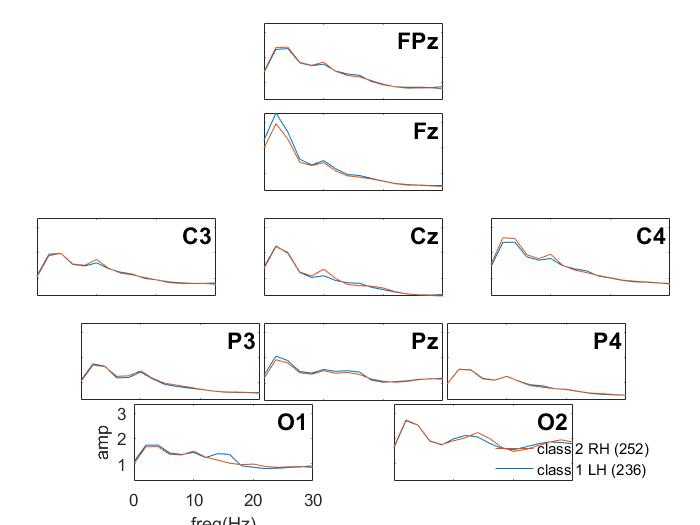 FPz
Fz
C3
Cz
C4
P3
Pz
P4
O1
O2
3
2
1
amp
class 2 RH (252)
class 1 LH (236)
0
10
20
30
freq(Hz)